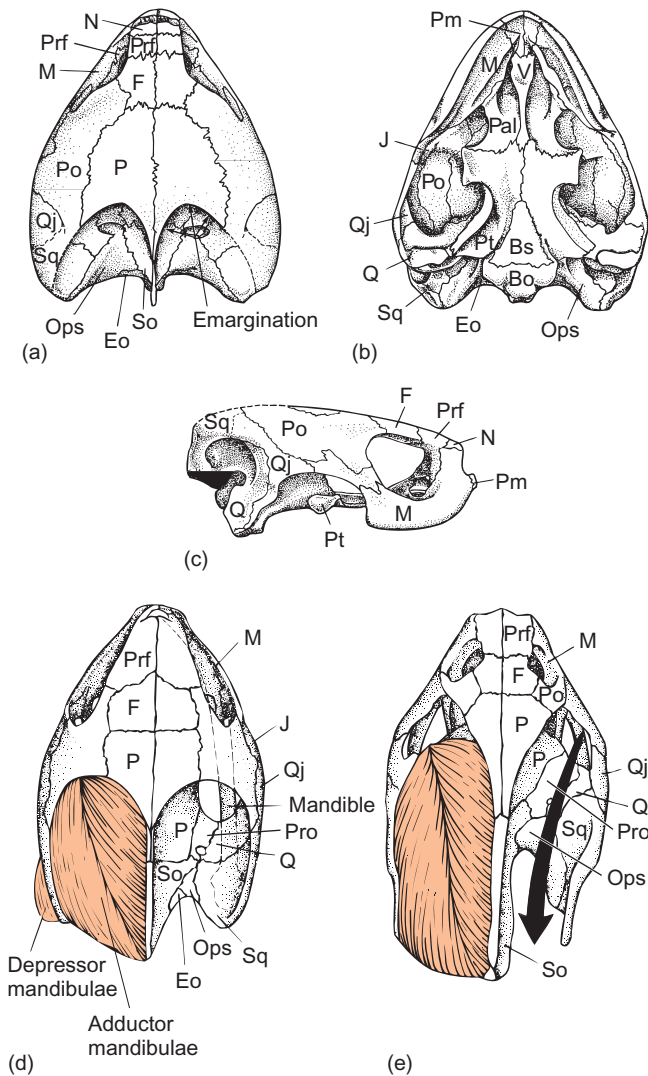 N
Prf
Prf
M
F
Po
P
Qj
Sq
Ops
Eo
So
Emargination
(a)
Pm
M
V
Pal
J
Po
Qj
Pt
Bs
Q
Bo
Sq
Eo
Ops
(b)
F
Prf
Sq
Po
N
Qj
Pm
Q
M
Pt
(c)
M
Prf
F
J
P
Qj
Mandible
P
Pro
Q
So
Ops
Sq
Eo
Depressor
mandibulae
Adductor
mandibulae
(d)
Prf
M
F
Po
P
P
Qj
Q
Pro
Sq
Ops
So
(e)